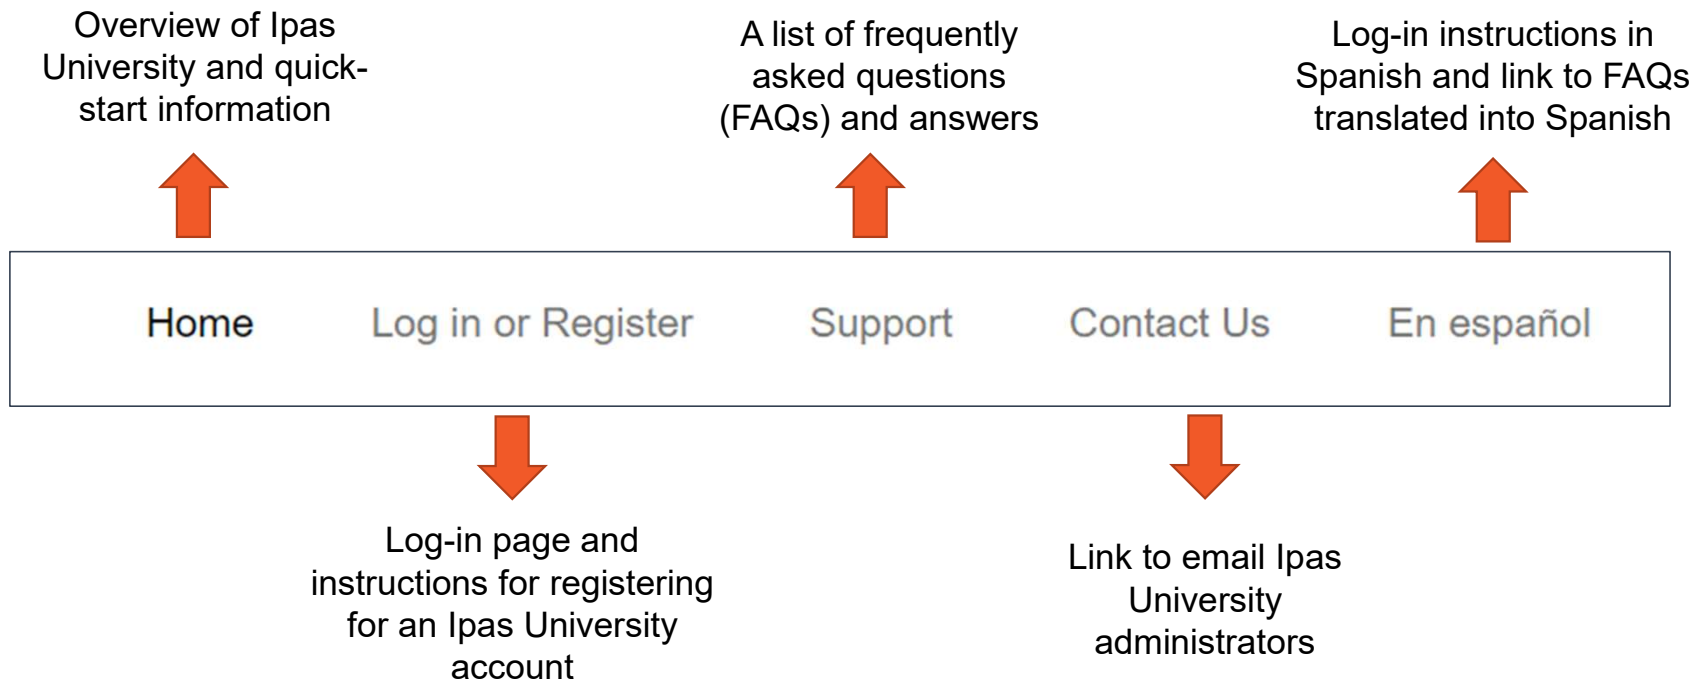 Overview of Ipas
University and quick-
start information
A list of frequently
asked questions
(FAQs) and answers
Log-in instructions in
Spanish and link to FAQs
translated into Spanish
Home
Log in or Register
Support
Contact Us
En español
Log-in page and
instructions for registering
for an Ipas University
account
Link to email Ipas
University
administrators